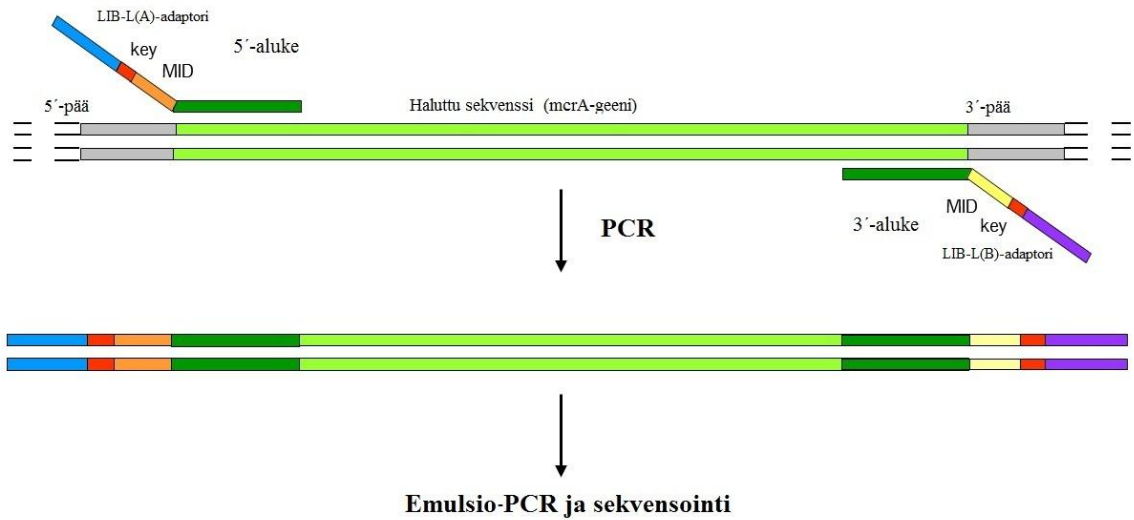 LIB-L(A)-adaptori
key
MID
5´-aluke
5´-pää
Haluttu sekvenssi (mcrA-geeni)
3´-pää
PCR
3´-aluke
MID
key
LIB-L(B)-adaptori
Emulsio-PCR ja sekvensointi